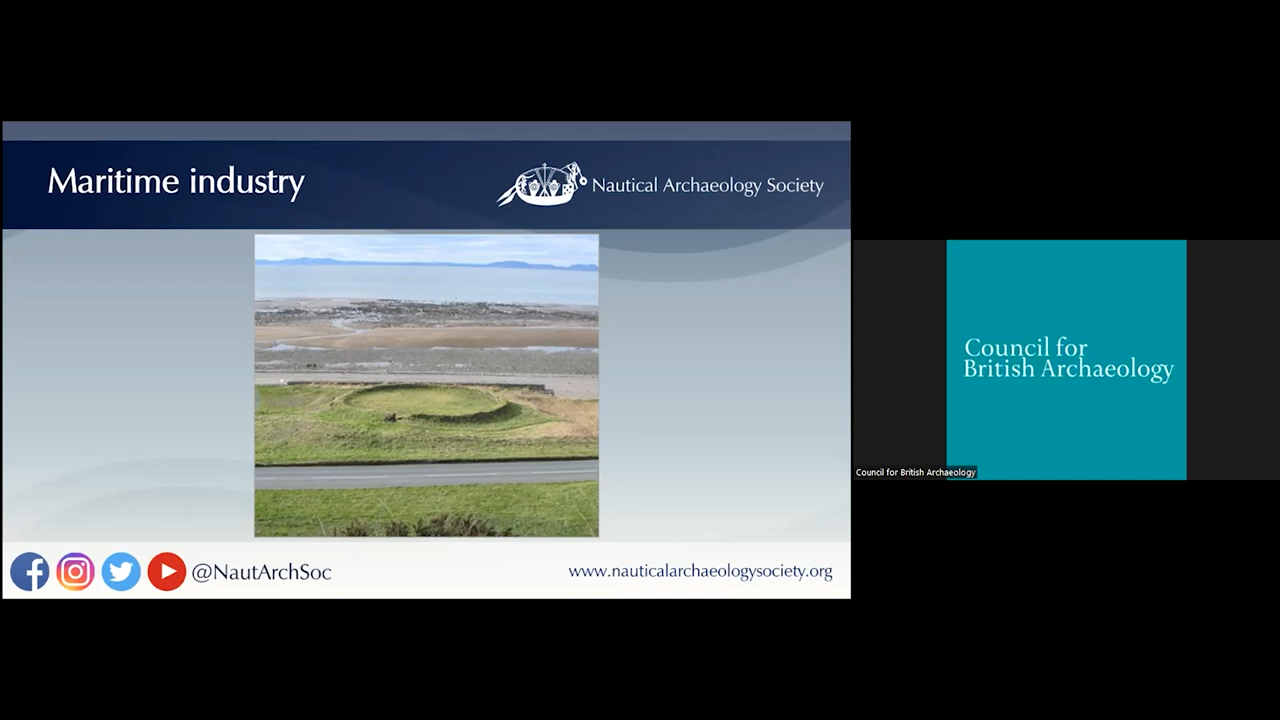 Maritime industry
Nautical Archaeology Society
Council for
British Archaeology
Council for British Archaeology
@NautArchSoc
www.nauticalarchaeologysociety.org